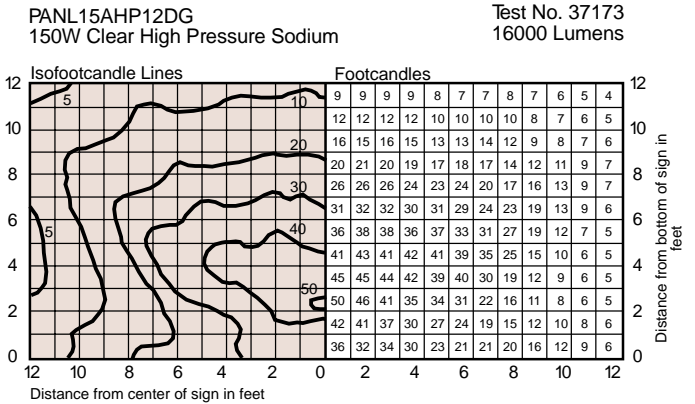 PANL15AHP12DG
150W Clear High Pressure Sodium
Test No. 37173
16000 Lumens
Isofootcandle Lines
Footcandles
12 12
10 10
8 8
6 6
4 4
2 2
0 0
5
10
20
30
40
50
5
9 9 9 9 8 7 7 8 7 6 5 4
12 12 12 12 10 10 10 10 8 7 6 5
16 15 16 15 13 13 14 12 9 8 7 6
20 21 20 19 17 18 17 14 12 11 9 7
26 26 26 24 23 24 20 17 16 13 9 7
31 32 32 30 31 29 24 23 19 13 9 6
36 38 38 36 37 33 31 27 19 12 7 5
41 43 41 42 41 39 35 25 15 10 6 5
45 45 44 42 39 40 30 19 12 9 6 5
50 46 41 35 34 31 22 16 11 8 6 5
42 41 37 30 27 24 19 15 12 10 8 6
36 32 34 30 23 21 21 20 16 12 9 6
12 10 8 6 4 2 0 2 4 6 8 10 12
Distance from center of sign in feet
Distance from bottom of sign in
feet